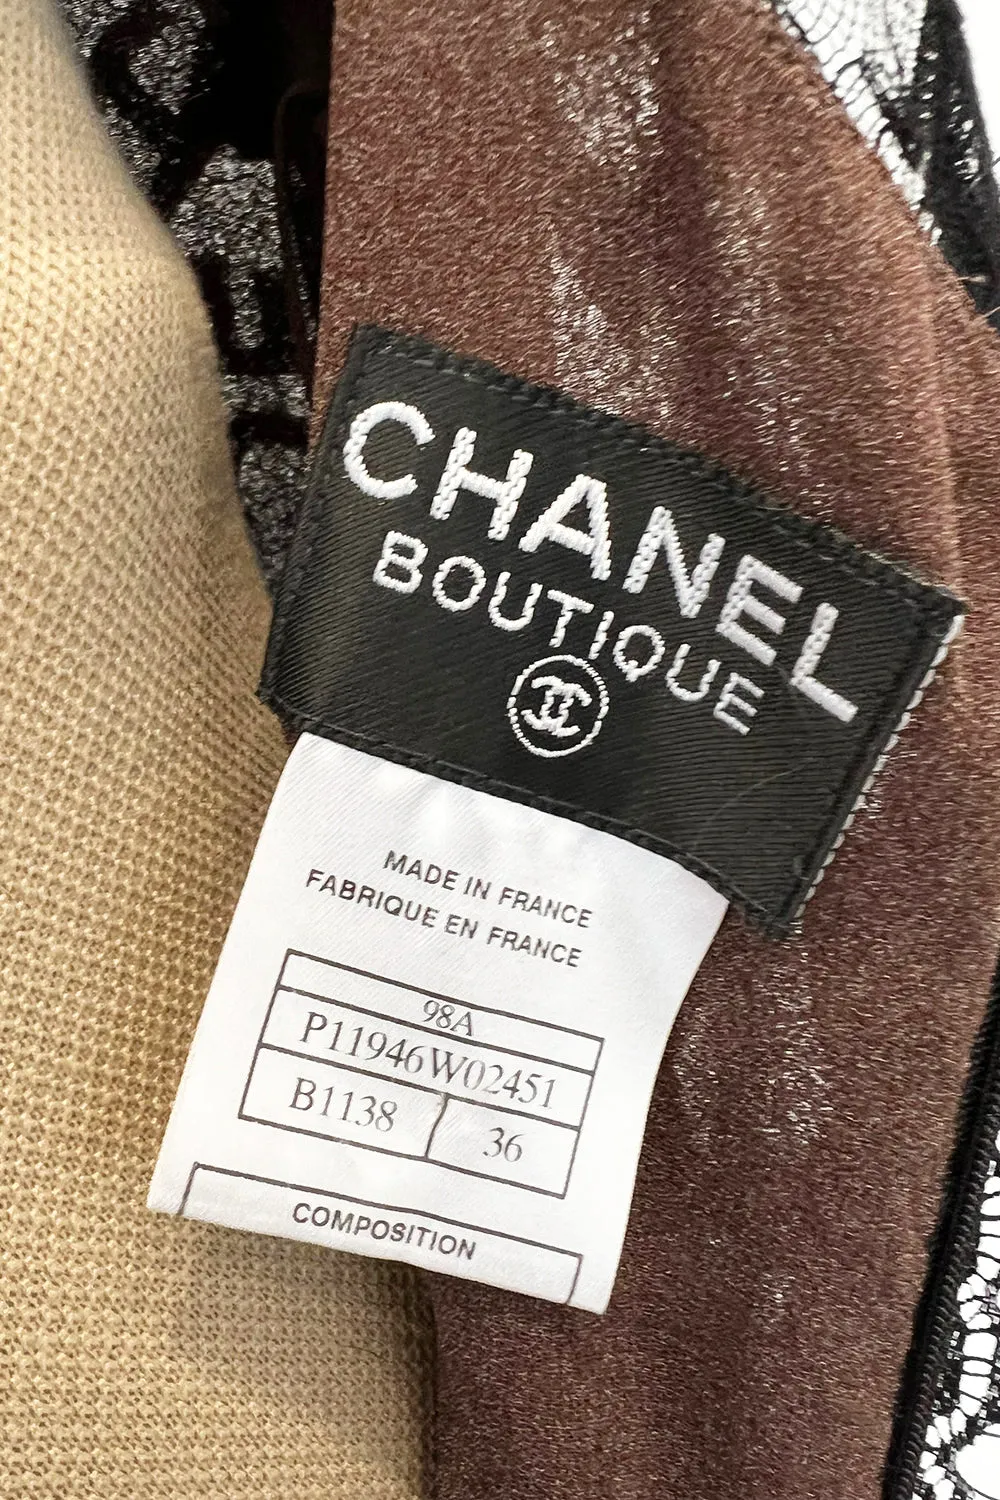 CHANEL
BOUTIQUE
MADE IN FRANCE
FABRIQUE EN FRANCE
98A
P11946W02451
B1138 36
COMPOSITION